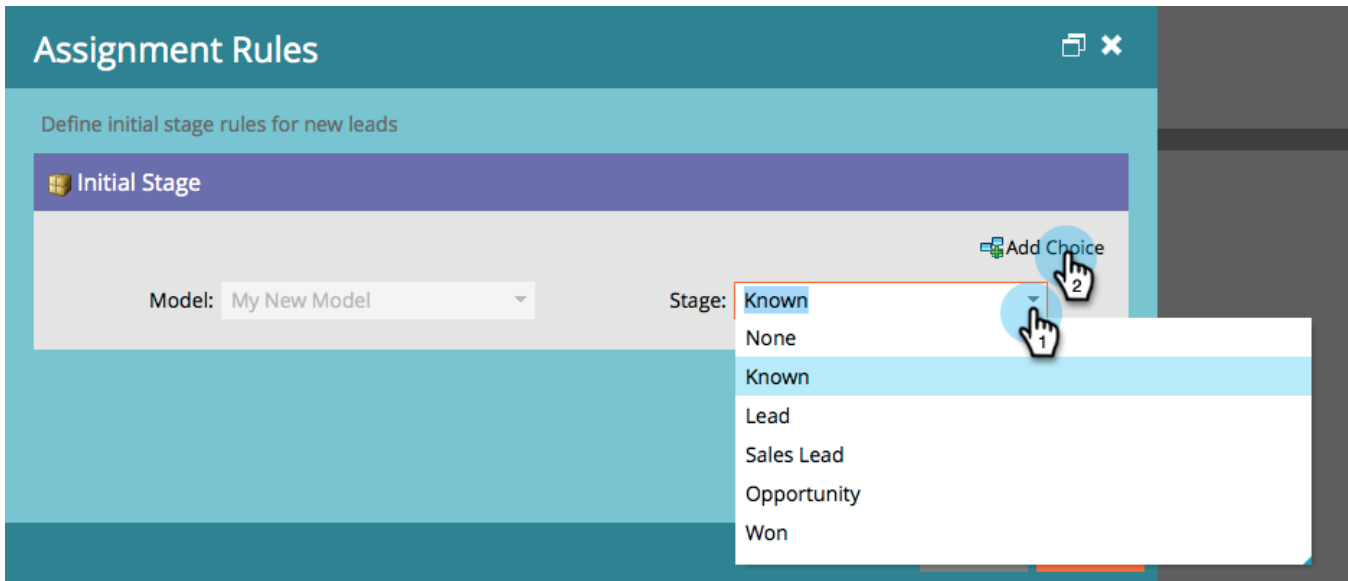 Assignment Rules
Define initial stage rules for new leads
Initial Stage
Add Choice
2
Model: My New Model Stage: Known
1
None
Known
Lead
Sales Lead
Opportunity
Won